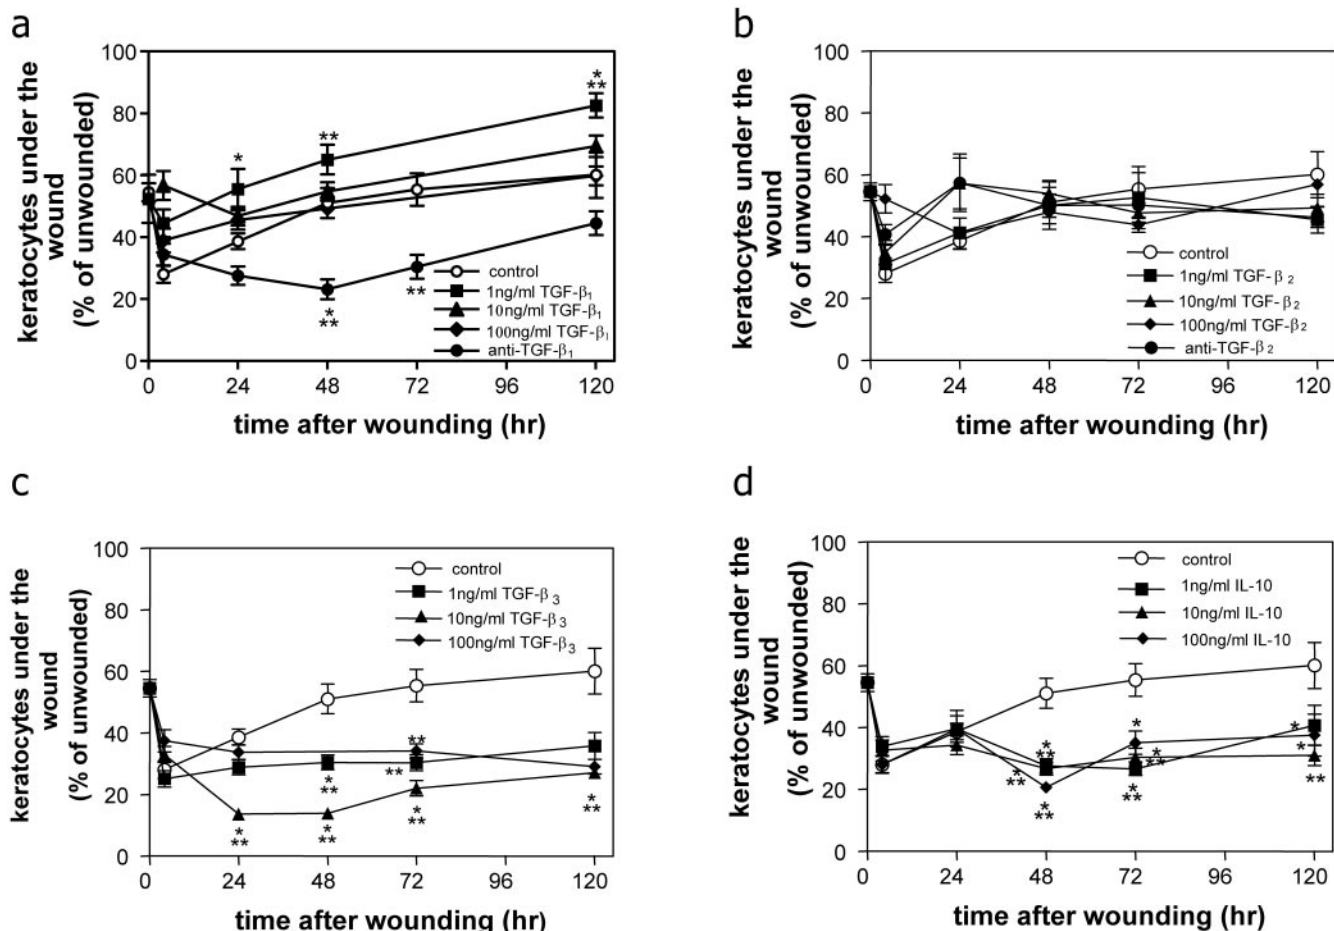 a
keratocytes under the
wound
(% of unwounded)
100
80
60
40
20
0
*
**
*
**
*
**
**
control
1ng/ml TGF-β1
10ng/ml TGF-β1
100ng/ml TGF-β1
anti-TGF-β1
0 24 48 72 96 120
time after wounding (hr)
b
keratocytes under the
wound
(% of unwounded)
100
80
60
40
20
0
control
1ng/ml TGF-β2
10ng/ml TGF-β2
100ng/ml TGF-β2
anti-TGF-β2
0 24 48 72 96 120
time after wounding (hr)
c
keratocytes under the
wound
(% of unwounded)
100
80
60
40
20
0
control
1ng/ml TGF-β3
10ng/ml TGF-β3
100ng/ml TGF-β3
**
**
*
**
*
**
*
**
*
**
*
**
0 24 48 72 96 120
time after wounding (hr)
d
keratocytes under the
wound
(% of unwounded)
100
80
60
40
20
0
control
1ng/ml IL-10
10ng/ml IL-10
100ng/ml IL-10
*
**
*
**
*
**
*
*
**
*
**
*
*
**
0 24 48 72 96 120
time after wounding (hr)